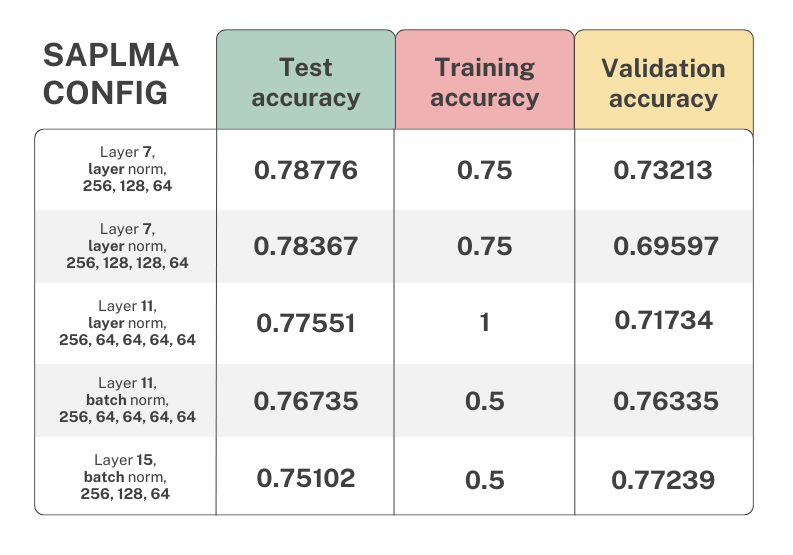 SAPLMA
CONFIG
Test
accuracy
Training
accuracy
Validation
accuracy
Layer 7,
layer norm,
256, 128, 64
0.78776
0.75
0.73213
Layer 7,
layer norm,
256, 128, 128, 64
0.78367
0.75
0.69597
Layer 11,
layer norm,
256, 64, 64, 64, 64
0.77551
1
0.71734
Layer 11,
batch norm,
256, 64, 64, 64, 64
0.76735
0.5
0.76335
Layer 15,
batch norm,
256, 128, 64
0.75102
0.5
0.77239